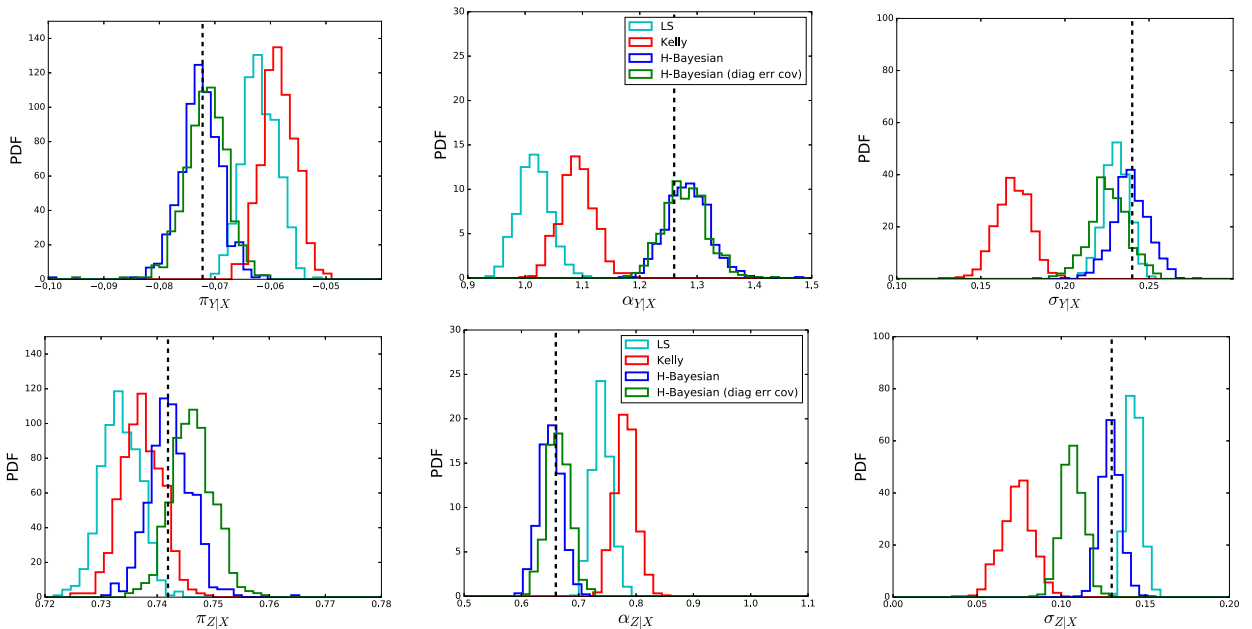 140
120
100
80
60
40
20
0
PDF
−0.10 −0.09 −0.08 −0.07 −0.06 −0.05
π_{Y|X}
30
25
20
15
10
5
0
PDF
LS
Kelly
H-Bayesian
H-Bayesian (diag err cov)
0.9 1.0 1.1 1.2 1.3 1.4 1.5
α_{Y|X}
100
80
60
40
20
0
PDF
0.10 0.15 0.20 0.25
σ_{Y|X}
140
120
100
80
60
40
20
0
PDF
0.72 0.73 0.74 0.75 0.76 0.77 0.78
π_{Z|X}
30
25
20
15
10
5
0
PDF
LS
Kelly
H-Bayesian
H-Bayesian (diag err cov)
0.5 0.6 0.7 0.8 0.9 1.0 1.1
α_{Z|X}
100
80
60
40
20
0
PDF
0.00 0.05 0.10 0.15 0.20
σ_{Z|X}